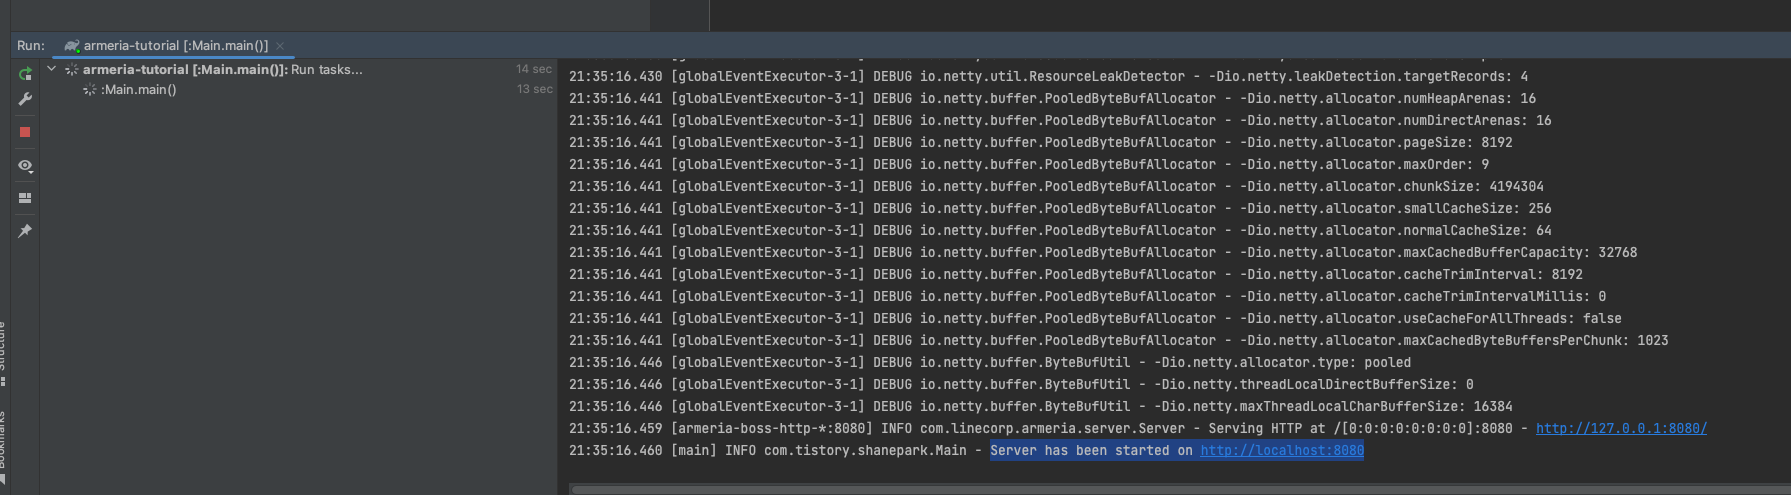 Run:
armeria-tutorial [:Main.main()]
armeria-tutorial [:Main.main()]: Run tasks...
14 sec
:Main.main()
13 sec
21:35:16.430 [globalEventExecutor-3-1] DEBUG io.netty.util.ResourceLeakDetector - -Dio.netty.leakDetection.targetRecords: 4
21:35:16.441 [globalEventExecutor-3-1] DEBUG io.netty.buffer.PooledByteBufAllocator - -Dio.netty.allocator.numHeapArenas: 16
21:35:16.441 [globalEventExecutor-3-1] DEBUG io.netty.buffer.PooledByteBufAllocator - -Dio.netty.allocator.numDirectArenas: 16
21:35:16.441 [globalEventExecutor-3-1] DEBUG io.netty.buffer.PooledByteBufAllocator - -Dio.netty.allocator.pageSize: 8192
21:35:16.441 [globalEventExecutor-3-1] DEBUG io.netty.buffer.PooledByteBufAllocator - -Dio.netty.allocator.maxOrder: 9
21:35:16.441 [globalEventExecutor-3-1] DEBUG io.netty.buffer.PooledByteBufAllocator - -Dio.netty.allocator.chunkSize: 4194304
21:35:16.441 [globalEventExecutor-3-1] DEBUG io.netty.buffer.PooledByteBufAllocator - -Dio.netty.allocator.smallCacheSize: 256
21:35:16.441 [globalEventExecutor-3-1] DEBUG io.netty.buffer.PooledByteBufAllocator - -Dio.netty.allocator.normalCacheSize: 64
21:35:16.441 [globalEventExecutor-3-1] DEBUG io.netty.buffer.PooledByteBufAllocator - -Dio.netty.allocator.maxCachedBufferCapacity: 32768
21:35:16.441 [globalEventExecutor-3-1] DEBUG io.netty.buffer.PooledByteBufAllocator - -Dio.netty.allocator.cacheTrimInterval: 8192
21:35:16.441 [globalEventExecutor-3-1] DEBUG io.netty.buffer.PooledByteBufAllocator - -Dio.netty.allocator.cacheTrimIntervalMillis: 0
21:35:16.441 [globalEventExecutor-3-1] DEBUG io.netty.buffer.PooledByteBufAllocator - -Dio.netty.allocator.useCacheForAllThreads: false
21:35:16.441 [globalEventExecutor-3-1] DEBUG io.netty.buffer.PooledByteBufAllocator - -Dio.netty.allocator.maxCachedByteBuffersPerChunk: 1023
21:35:16.446 [globalEventExecutor-3-1] DEBUG io.netty.buffer.ByteBufUtil - -Dio.netty.allocator.type: pooled
21:35:16.446 [globalEventExecutor-3-1] DEBUG io.netty.buffer.ByteBufUtil - -Dio.netty.threadLocalDirectBufferSize: 0
21:35:16.446 [globalEventExecutor-3-1] DEBUG io.netty.buffer.ByteBufUtil - -Dio.netty.maxThreadLocalCharBufferSize: 16384
21:35:16.459 [armeria-boss-http-*:8080] INFO com.linecorp.armeria.server.Server - Serving HTTP at /[0:0:0:0:0:0:0:0]:8080 - http://127.0.0.1:8080/
21:35:16.460 [main] INFO com.tistory.shanepark.Main - Server has been started on http://localhost:8080
Structure